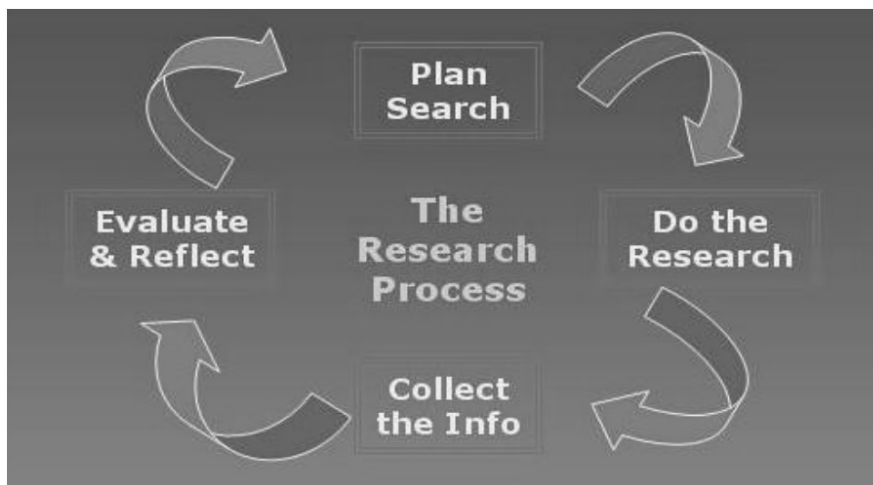 Plan
Search
Evaluate
& Reflect
The
Research
Process
Do the
Research
Collect
the Info